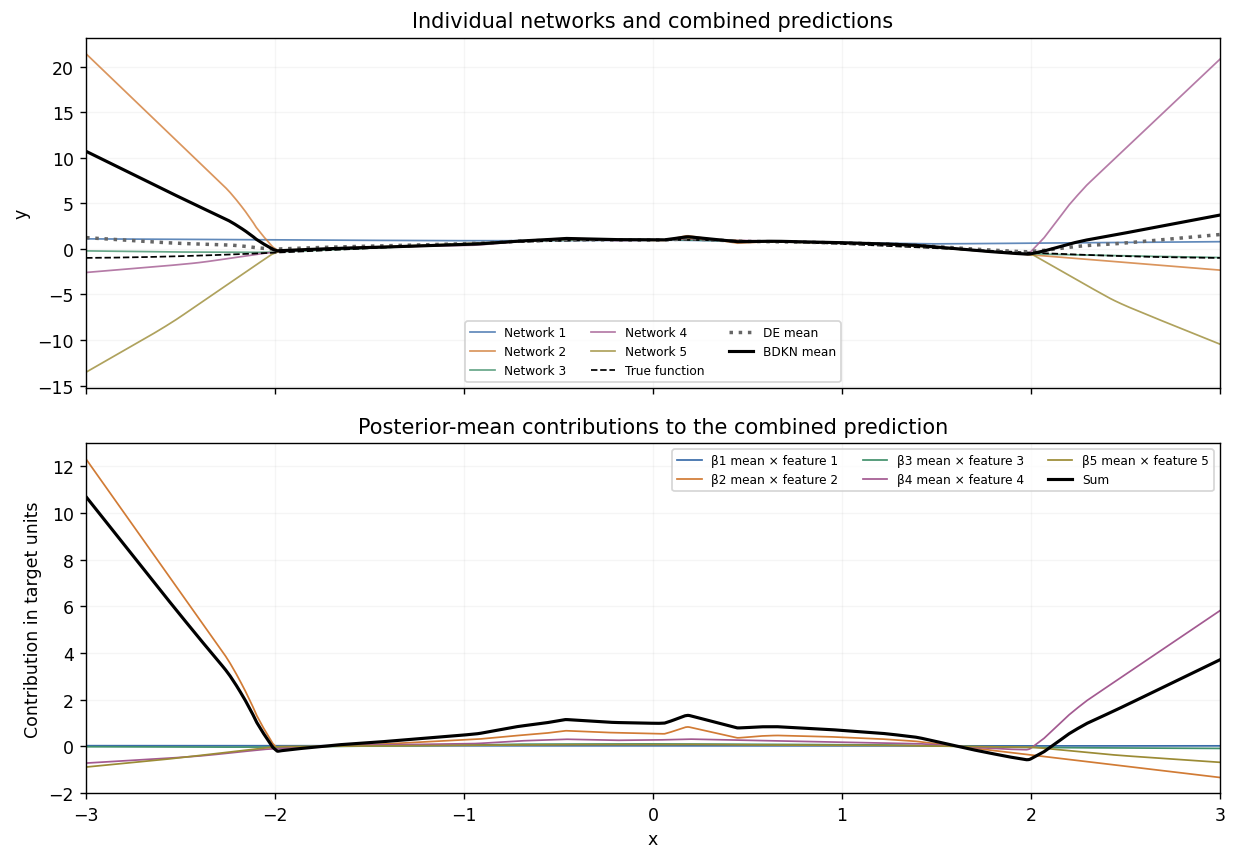 Individual networks and combined predictions
20
15
10
5
0
−5
−10
−15
y
Network 1
Network 2
Network 3
Network 4
Network 5
True function
DE mean
BDKN mean
Posterior-mean contributions to the combined prediction
12
10
8
6
4
2
0
−2
Contribution in target units
β1 mean × feature 1
β2 mean × feature 2
β3 mean × feature 3
β4 mean × feature 4
β5 mean × feature 5
Sum
−3 −2 −1 0 1 2 3
x